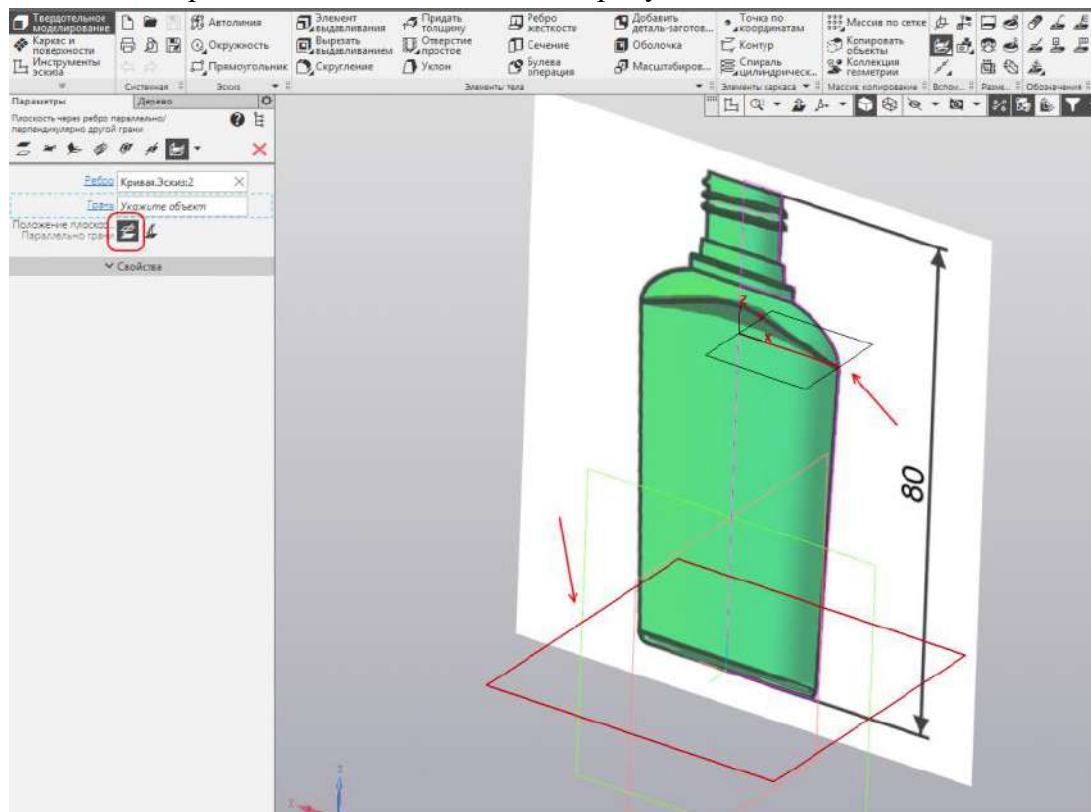 Твердотельное моделирование
Каркас и поверхности
Инструменты эскиза
Системная
Автолиния
Окружность
Прямоугольник
Эскиз
Элемент выдавливания
Вырезать выдавливанием
Скругление
Придать толщину
Отверстие простое
Уклон
Ребро жесткости
Сечение
Булева операция
Добавить деталь-заготов...
Оболочка
Масштабиров...
Элементы тела
Точка по координатам
Контур
Спираль цилиндрическ...
Элементы каркаса
Массив по сетке
Копировать объекты
Коллекция геометрии
Массив, копирование
Вспом...
Разме...
Обозначения
Параметры
Дерево
Плоскость через ребро параллельно/
перпендикулярно другой
грани
Ребро Кривая.Эскиз:2
Грань Укажите объект
Положение плоскос...
Параллельно грани
Свойства
Z
X
80